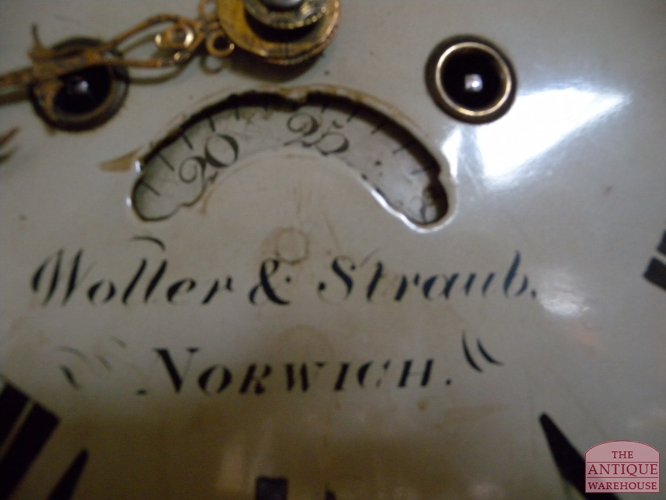 20 25
Woller & Straub.
NORWICH.
THE
ANTIQUE
WAREHOUSE